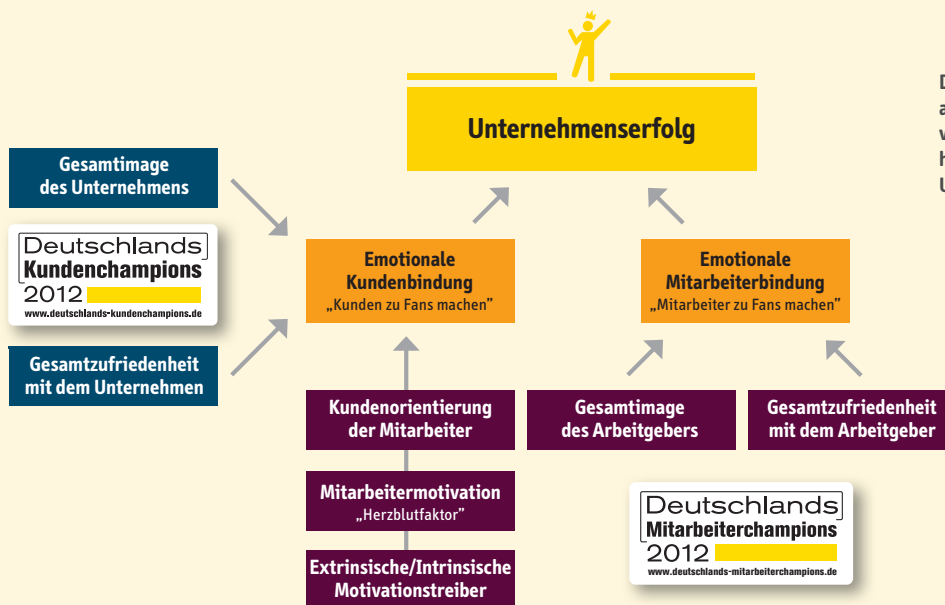 Unternehmenserfolg
Gesamtimage
des Unternehmens
Deutschlands
Kundenchampions
2012
www.deutschlands-kundenchampions.de
Gesamtzufriedenheit
mit dem Unternehmen
Emotionale
Kundenbindung
„Kunden zu Fans machen”
Emotionale
Mitarbeiterbindung
„Mitarbeiter zu Fans machen”
Kundenorientierung
der Mitarbeiter
Gesamtimage
des Arbeitgebers
Gesamtzufriedenheit
mit dem Arbeitgeber
Mitarbeitermotivation
„Herzblutfaktor”
Extrinsische/Intrinsische
Motivationstreiber
Deutschlands
Mitarbeiterchampions
2012
www.deutschlands-mitarbeiterchampions.de